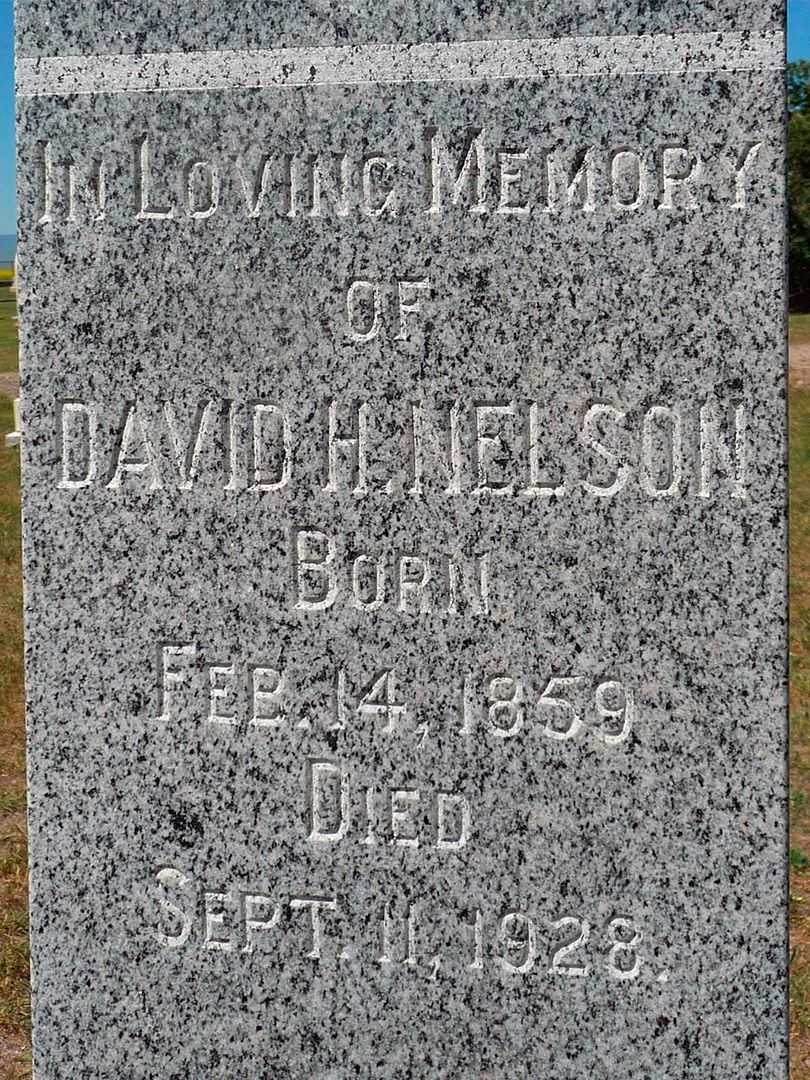 In Loving Memory
OF
DAVID H. NELSON
Born
Feb. 14, 1859
Died
Sept. 11, 1928.